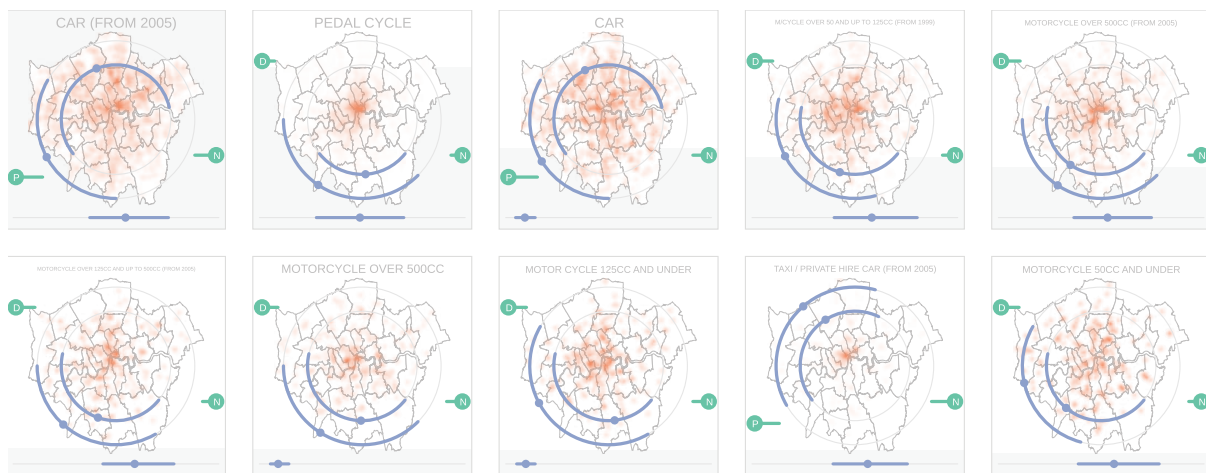 CAR (FROM 2005)
PEDAL CYCLE
CAR
M/CYCLE OVER 50 AND UP TO 125CC (FROM 1999)
MOTORCYCLE OVER 500CC (FROM 2005)
P
N
D
N
P
N
D
N
D
N
MOTORCYCLE OVER 125CC AND UP TO 500CC (FROM 2005)
MOTORCYCLE OVER 500CC
MOTOR CYCLE 125CC AND UNDER
TAXI / PRIVATE HIRE CAR (FROM 2005)
MOTORCYCLE 50CC AND UNDER
D
N
D
N
D
N
P
N
D
N